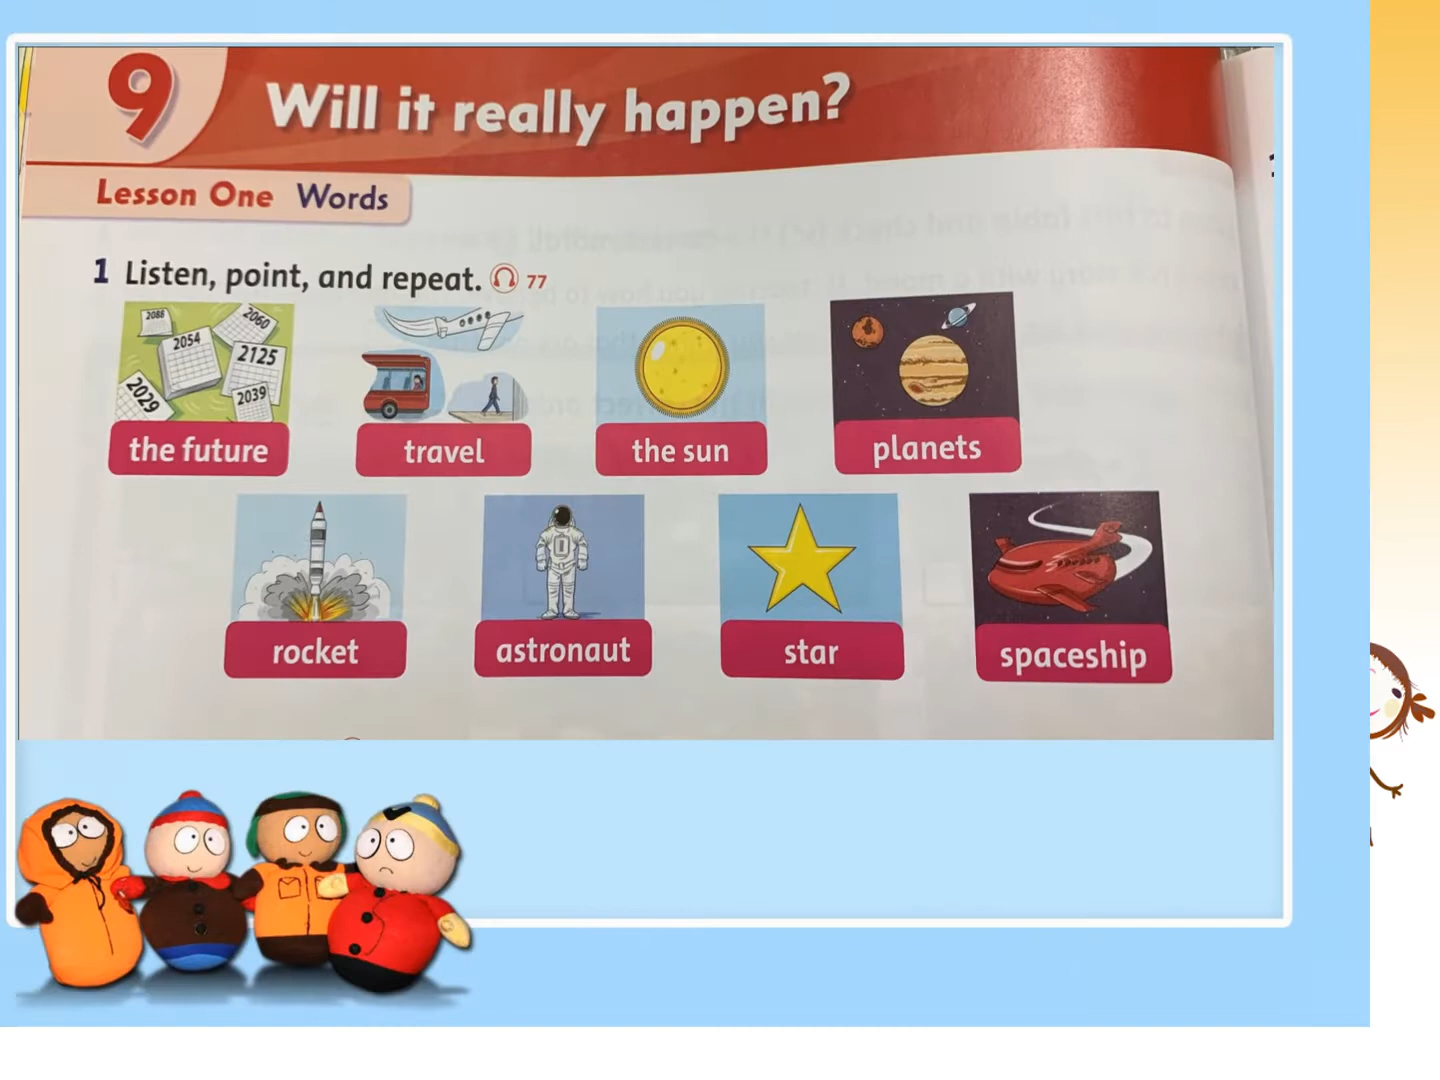 9 Will it really happen?
Lesson One Words
1 Listen, point, and repeat. 77
2088
2060
2054
2125
2029
2039
the future
travel
the sun
planets
rocket
astronaut
star
spaceship